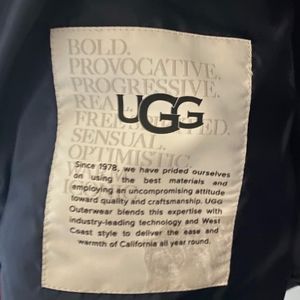 BOLD.
PROVOCATIVE.
PROGRESSIVE.
REAL.
UGG
SENSUAL.
OPTIMISTIC.
Since 1978, we have prided ourselves
on using the best materials and
employing an uncompromising attitude
toward quality and craftsmanship. UGG
Outerwear blends this expertise with
industry-leading technology and West
Coast style to deliver the ease and
warmth of California all year round.